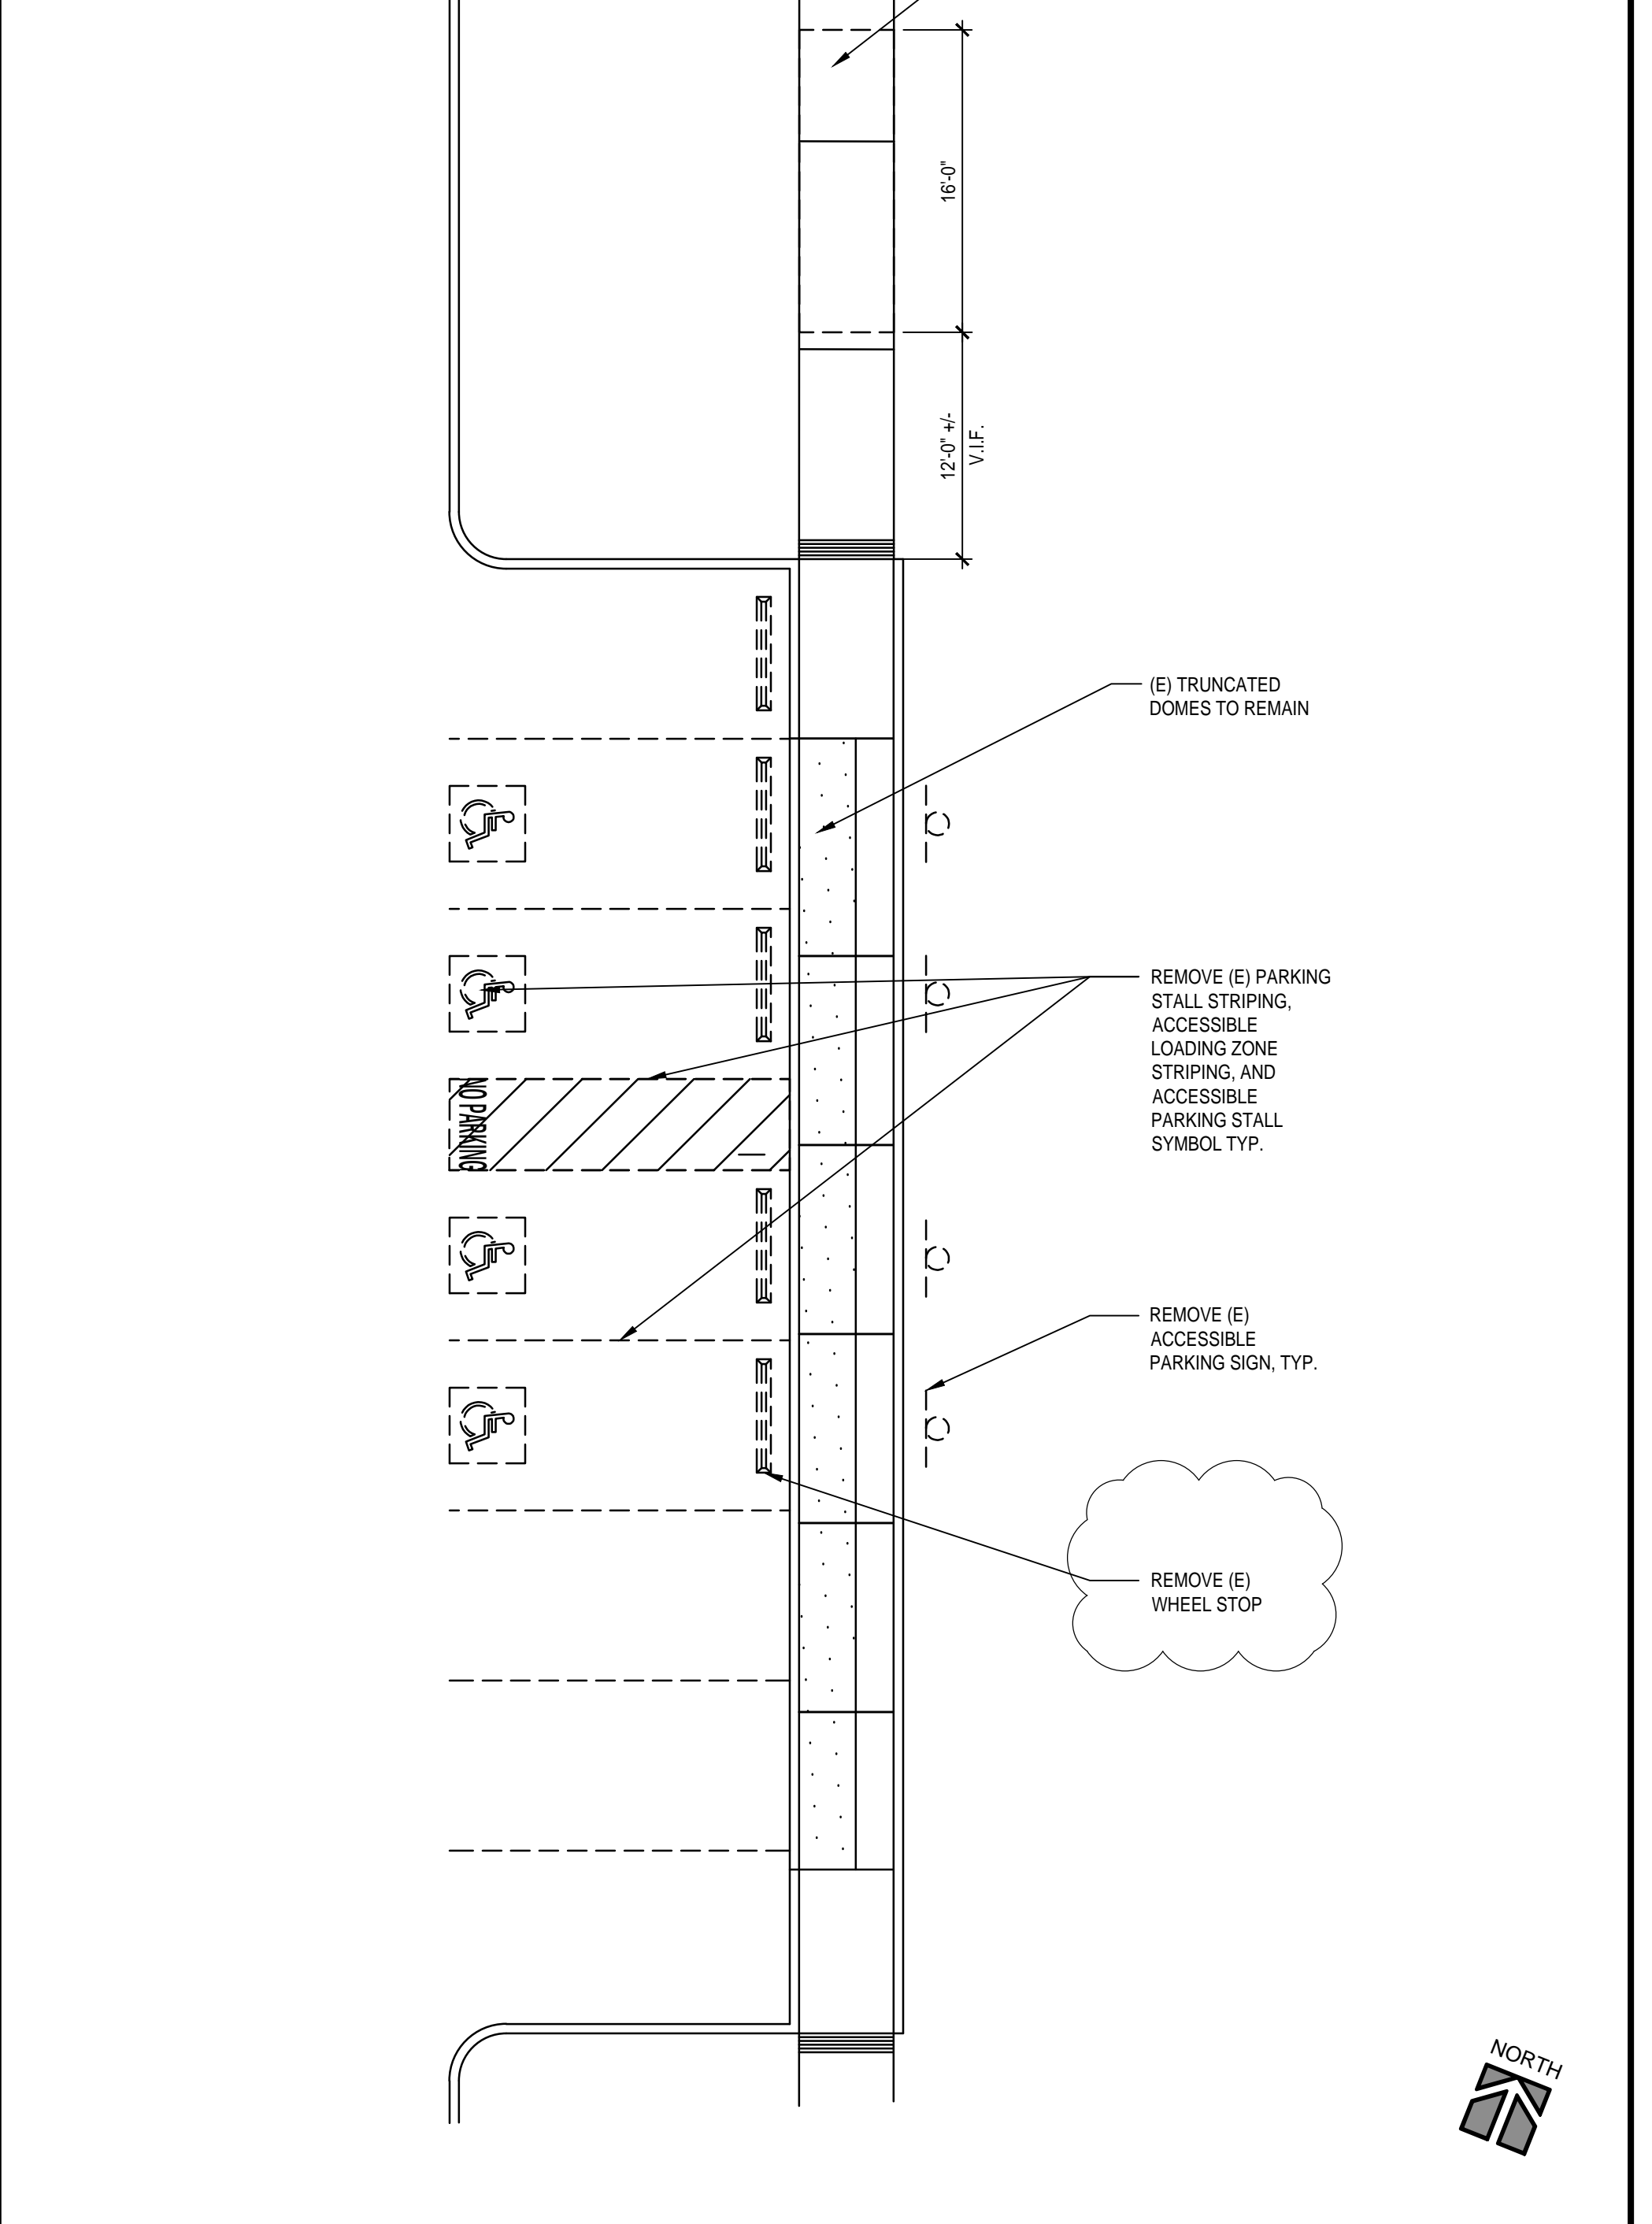 16'-0"
12'-0" +/-
V.I.F.
(E) TRUNCATED
DOMES TO REMAIN
REMOVE (E) PARKING
STALL STRIPING,
ACCESSIBLE
LOADING ZONE
STRIPING, AND
ACCESSIBLE
PARKING STALL
SYMBOL TYP.
NO PARKING
REMOVE (E)
ACCESSIBLE
PARKING SIGN, TYP.
REMOVE (E)
WHEEL STOP
NORTH